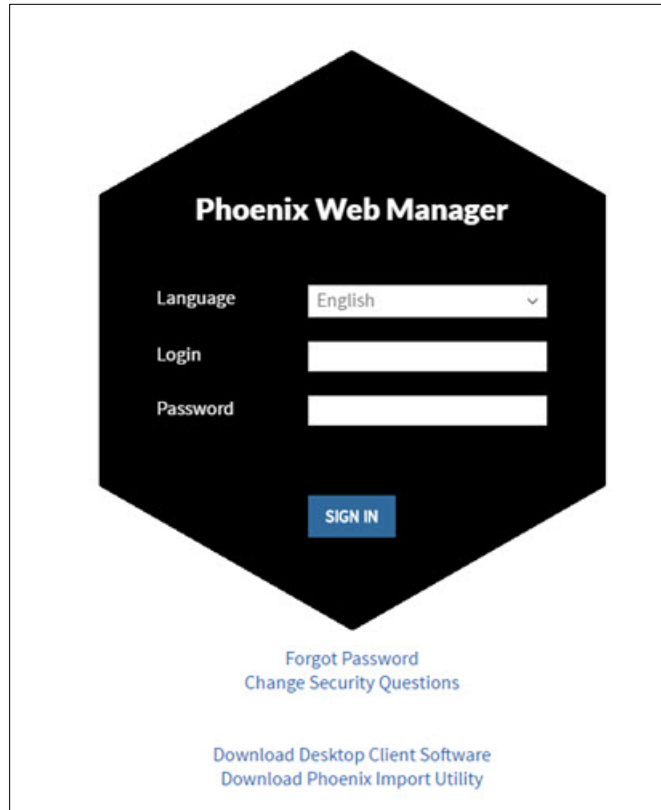 Phoenix Web Manager
Language English
Login
Password
SIGN IN
Forgot Password
Change Security Questions
Download Desktop Client Software
Download Phoenix Import Utility